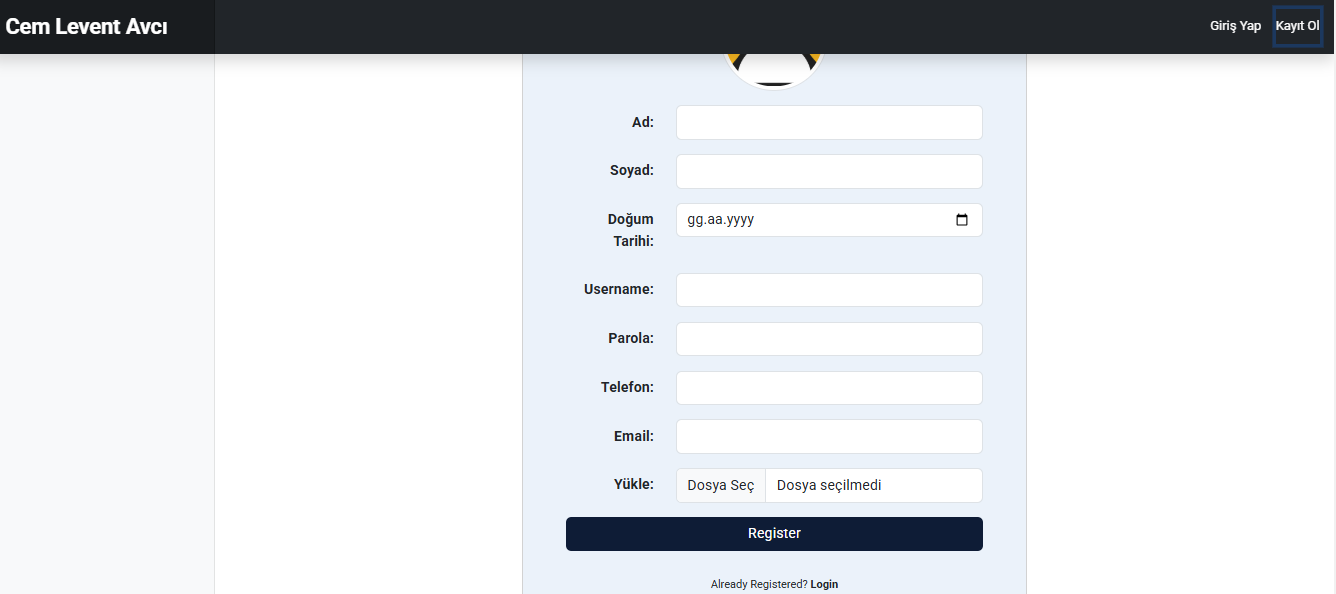 Cem Levent Avcı
Giriş Yap
Kayıt Ol
Ad:
Soyad:
Doğum
Tarihi:
gg.aa.yyyy
Username:
Parola:
Telefon:
Email:
Yükle:
Dosya Seç
Dosya seçilmedi
Register
Already Registered? Login